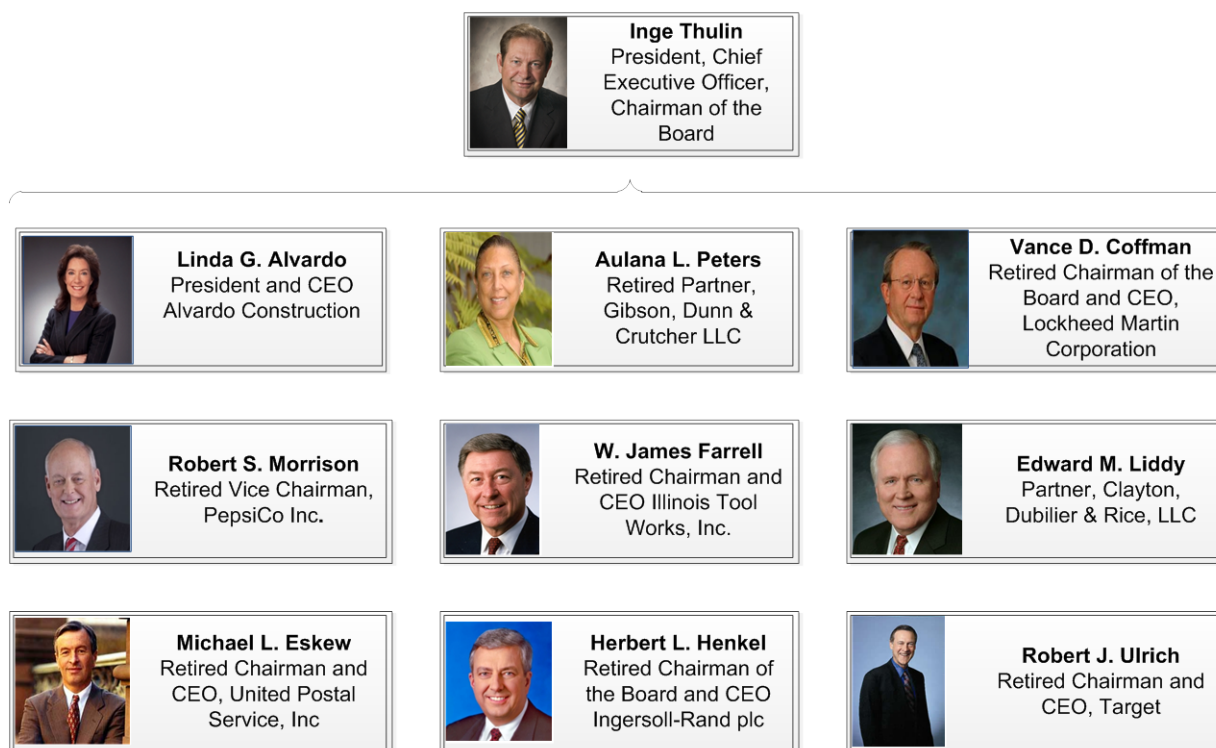 Inge Thulin
President, Chief
Executive Officer,
Chairman of the
Board
Linda G. Alvardo
President and CEO
Alvardo Construction
Aulana L. Peters
Retired Partner,
Gibson, Dunn &
Crutcher LLC
Vance D. Coffman
Retired Chairman of the
Board and CEO,
Lockheed Martin
Corporation
Robert S. Morrison
Retired Vice Chairman,
PepsiCo Inc.
W. James Farrell
Retired Chairman and
CEO Illinois Tool
Works, Inc.
Edward M. Liddy
Partner, Clayton,
Dubilier & Rice, LLC
Michael L. Eskew
Retired Chairman and
CEO, United Postal
Service, Inc
Herbert L. Henkel
Retired Chairman of
the Board and CEO
Ingersoll-Rand plc
Robert J. Ulrich
Retired Chairman and
CEO, Target